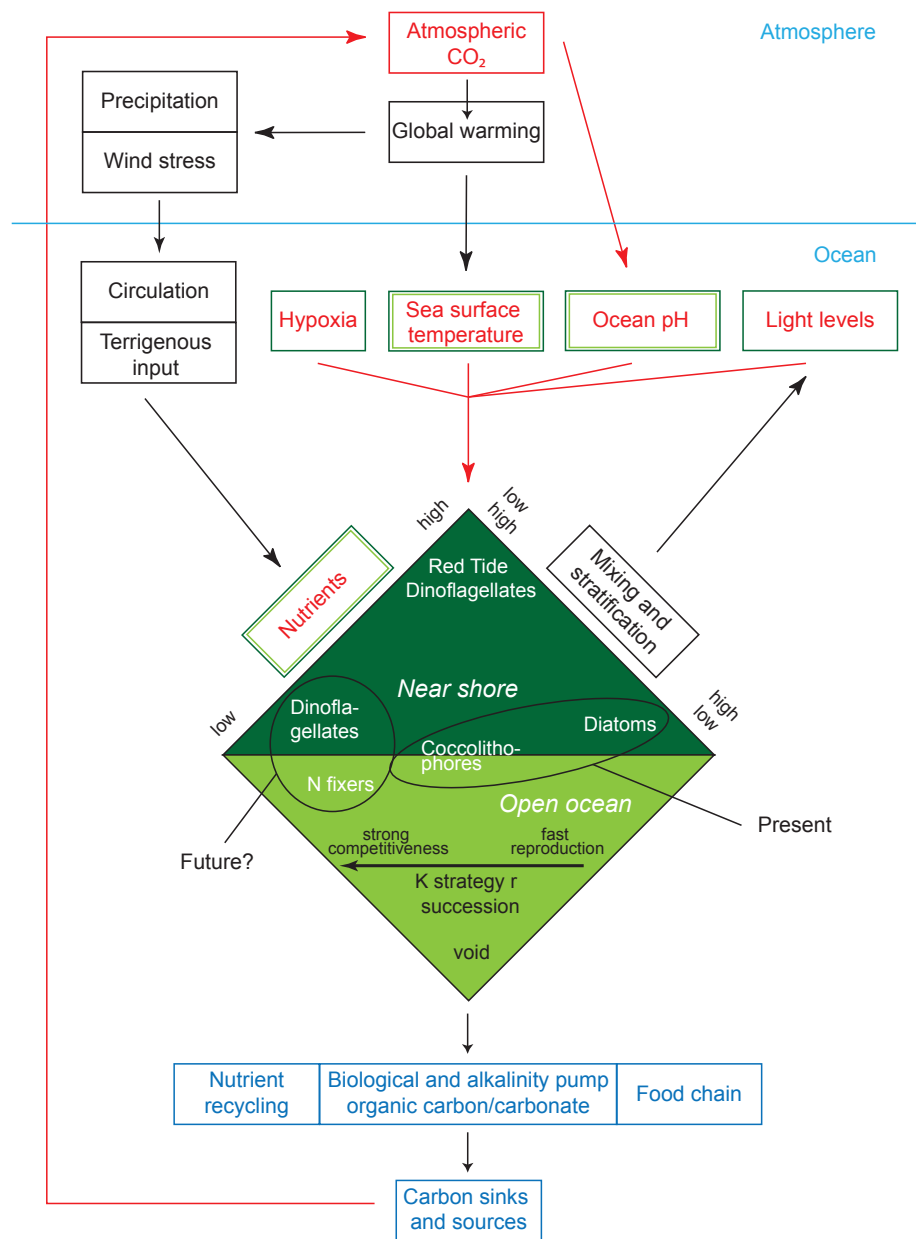 Atmospheric
CO₂
Atmosphere
Precipitation
Wind stress
Global warming
Ocean
Circulation
Terrigenous
input
Hypoxia
Sea surface
temperature
Ocean pH
Light levels
high
low
high
Nutrients
Mixing and
stratification
Red Tide
Dinoflagellates
Near shore
low
high
low
Dinofla-
gellates
Diatoms
Coccolitho-
phores
N fixers
Open ocean
Present
Future?
strong
competitiveness
fast
reproduction
K strategy r
succession
void
Nutrient
recycling
Biological and alkalinity pump
organic carbon/carbonate
Food chain
Carbon sinks
and sources